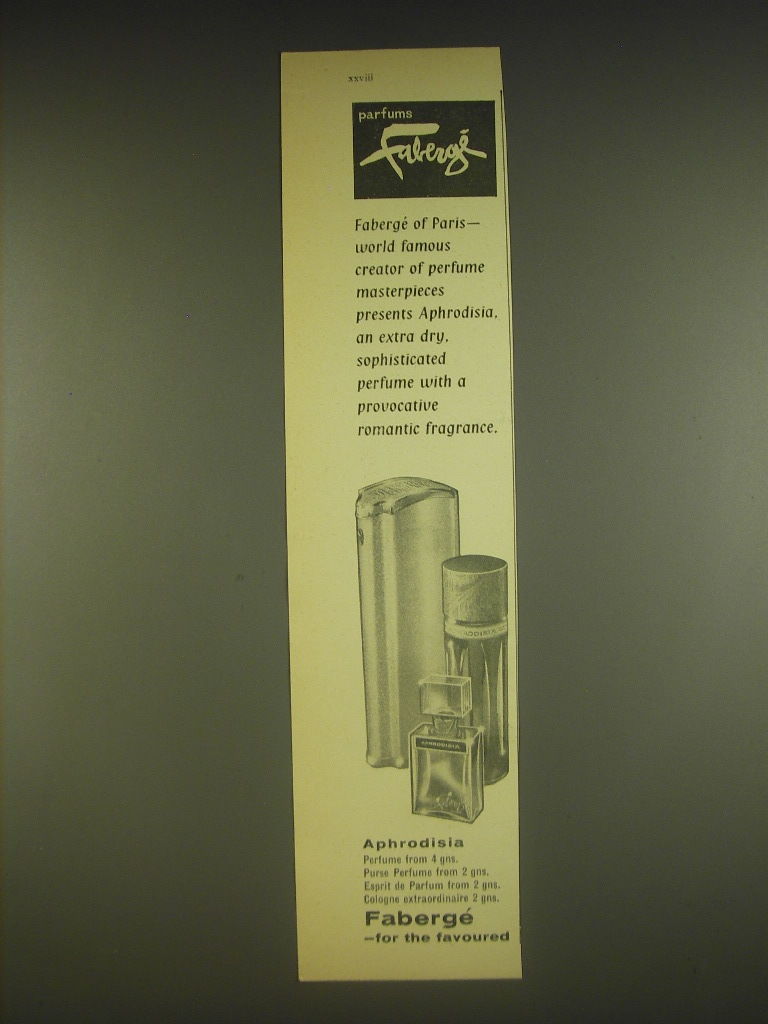 xxviii
parfums
Fabergé
Fabergé of Paris—
world famous
creator of perfume
masterpieces
presents Aphrodisia,
an extra dry,
sophisticated
perfume with a
provocative
romantic fragrance.
APHRODISIA
Aphrodisia
Perfume from 4 gns.
Purse Perfume from 2 gns.
Esprit de Parfum from 2 gns.
Cologne extraordinaire 2 gns.
Fabergé
—for the favoured